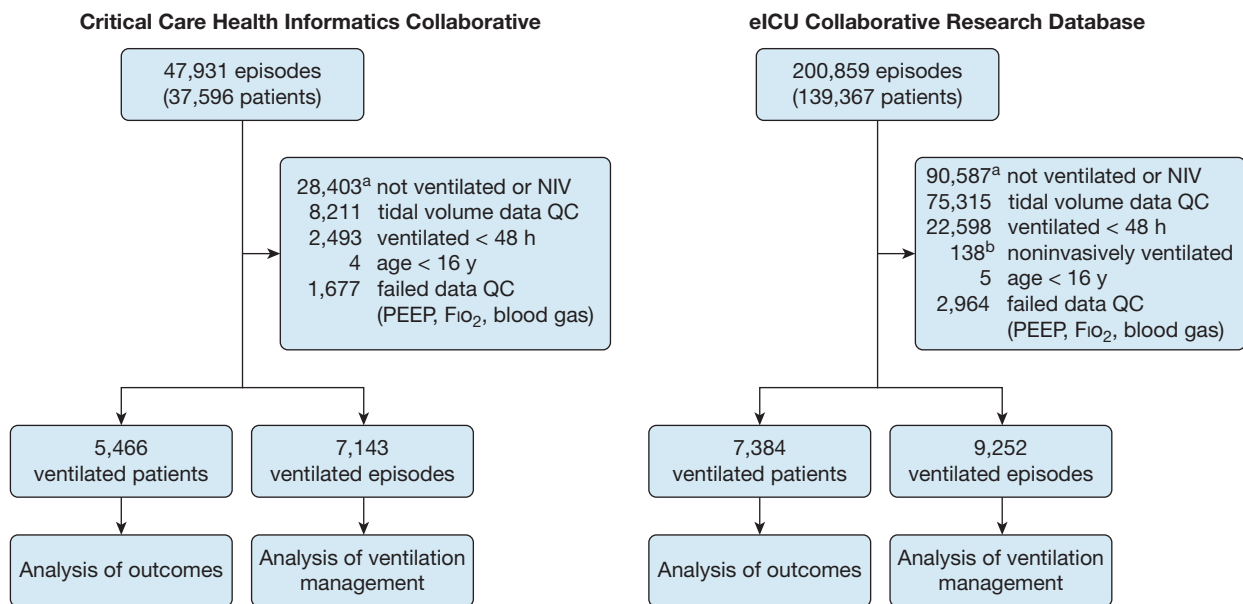 Critical Care Health Informatics Collaborative
47,931 episodes
(37,596 patients)
28,403a not ventilated or NIV
8,211 tidal volume data QC
2,493 ventilated < 48 h
4 age < 16 y
1,677 failed data QC
(PEEP, FIO2, blood gas)
5,466
ventilated patients
7,143
ventilated episodes
Analysis of outcomes
Analysis of ventilation
management
eICU Collaborative Research Database
200,859 episodes
(139,367 patients)
90,587a not ventilated or NIV
75,315 tidal volume data QC
22,598 ventilated < 48 h
138b noninvasively ventilated
5 age < 16 y
2,964 failed data QC
(PEEP, FIO2, blood gas)
7,384
ventilated patients
9,252
ventilated episodes
Analysis of outcomes
Analysis of ventilation
management